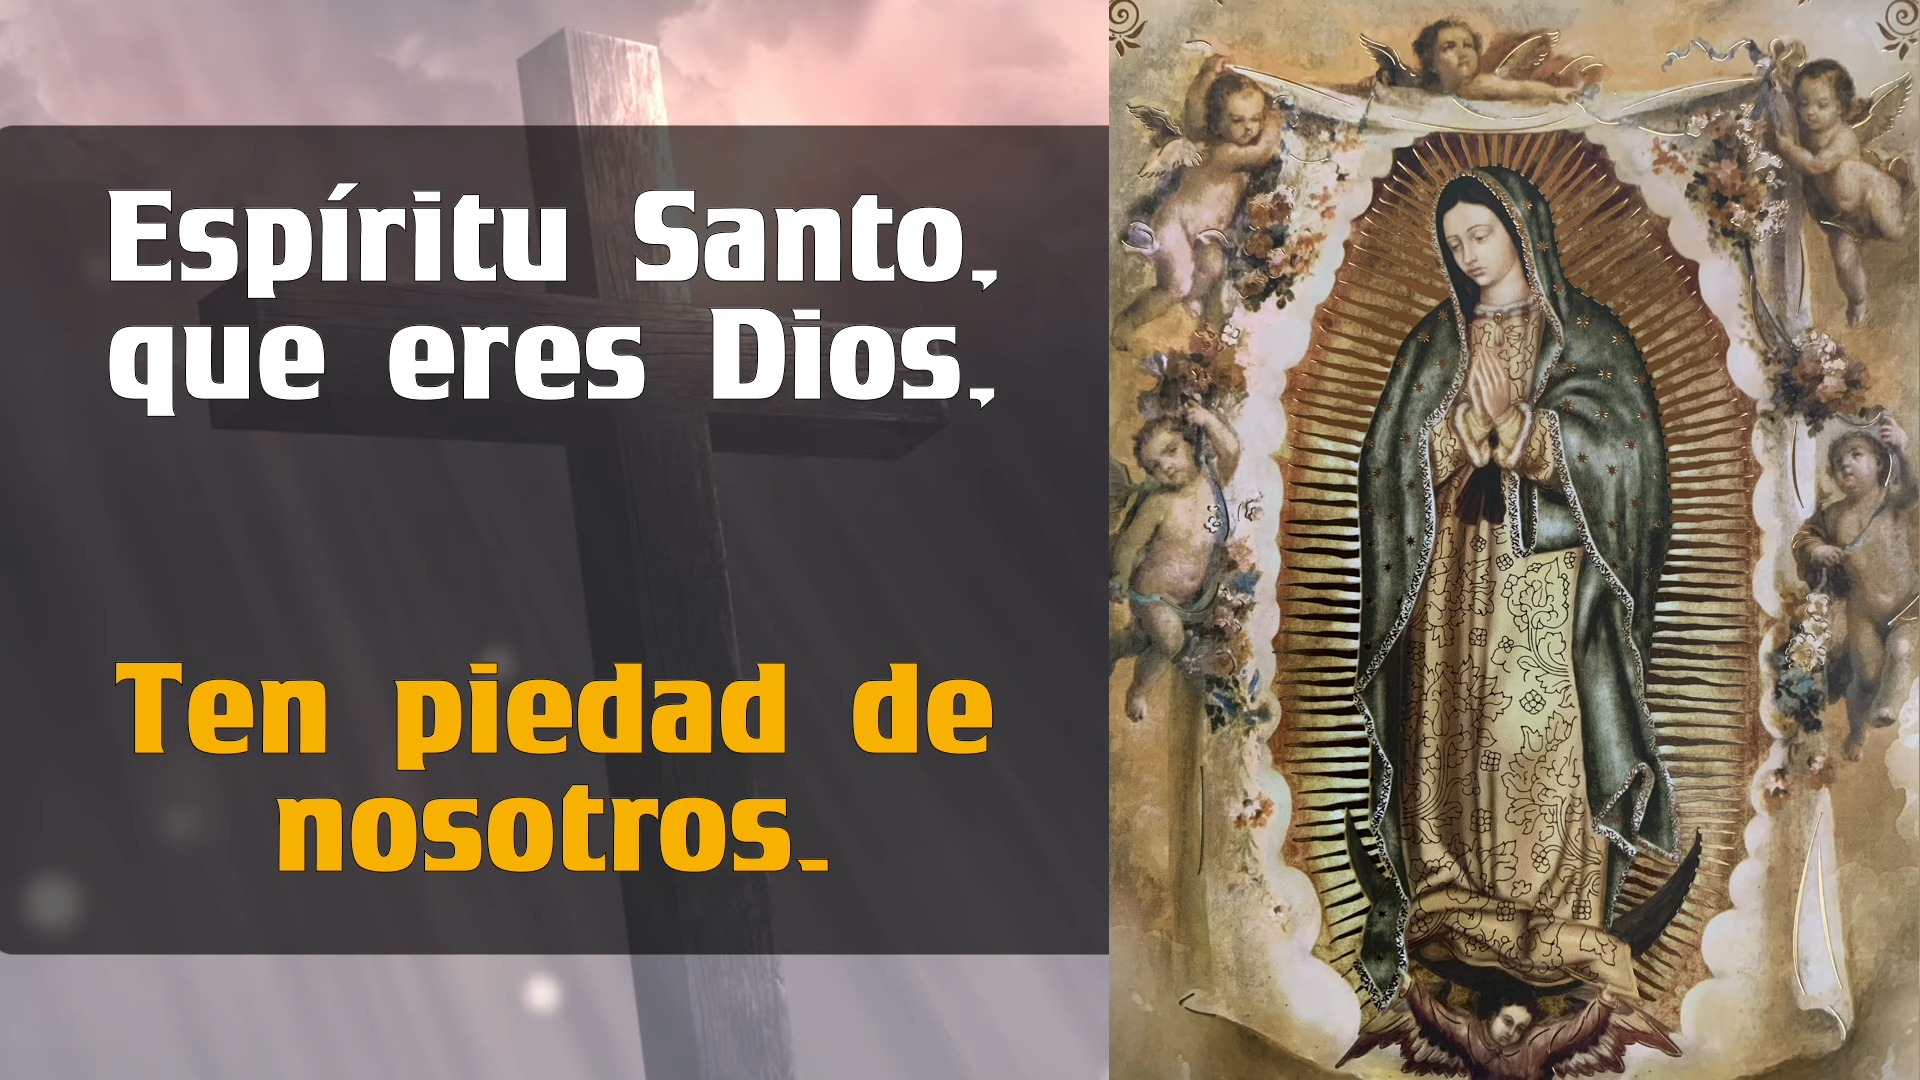 Espíritu Santo,
que eres Dios,
Ten piedad de
nosotros.